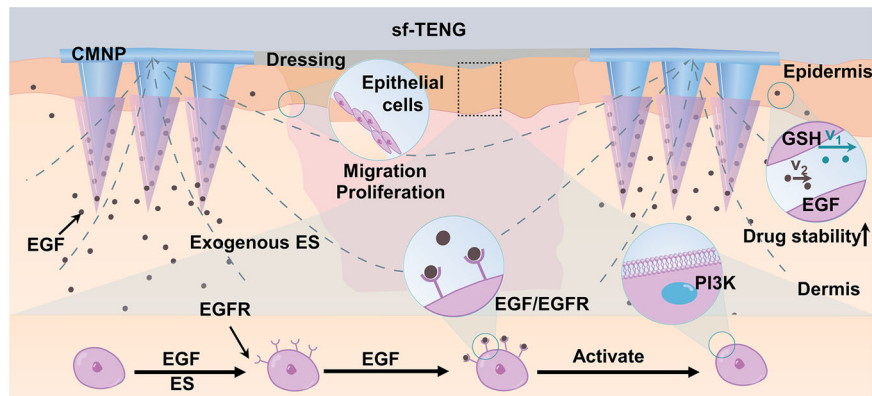 sf-TENG
CMNP
Dressing
Epidermis
Epithelial
cells
GSH
V₁
V₂
EGF
Migration
Proliferation
EGF
Exogenous ES
Drug stability↑
PI3K
Dermis
EGFR
EGF/EGFR
EGF
ES
EGF
Activate